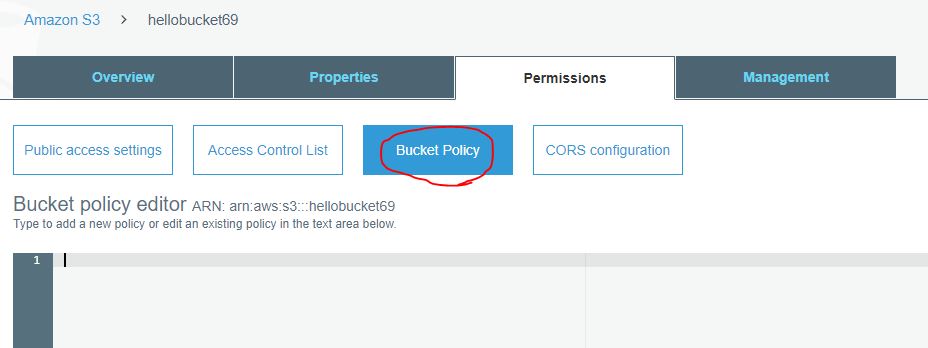 Amazon S3 > hellobucket69
Overview Properties Permissions Management
Public access settings Access Control List Bucket Policy CORS configuration
Bucket policy editor ARN: arn:aws:s3:::hellobucket69
Type to add a new policy or edit an existing policy in the text area below.
1